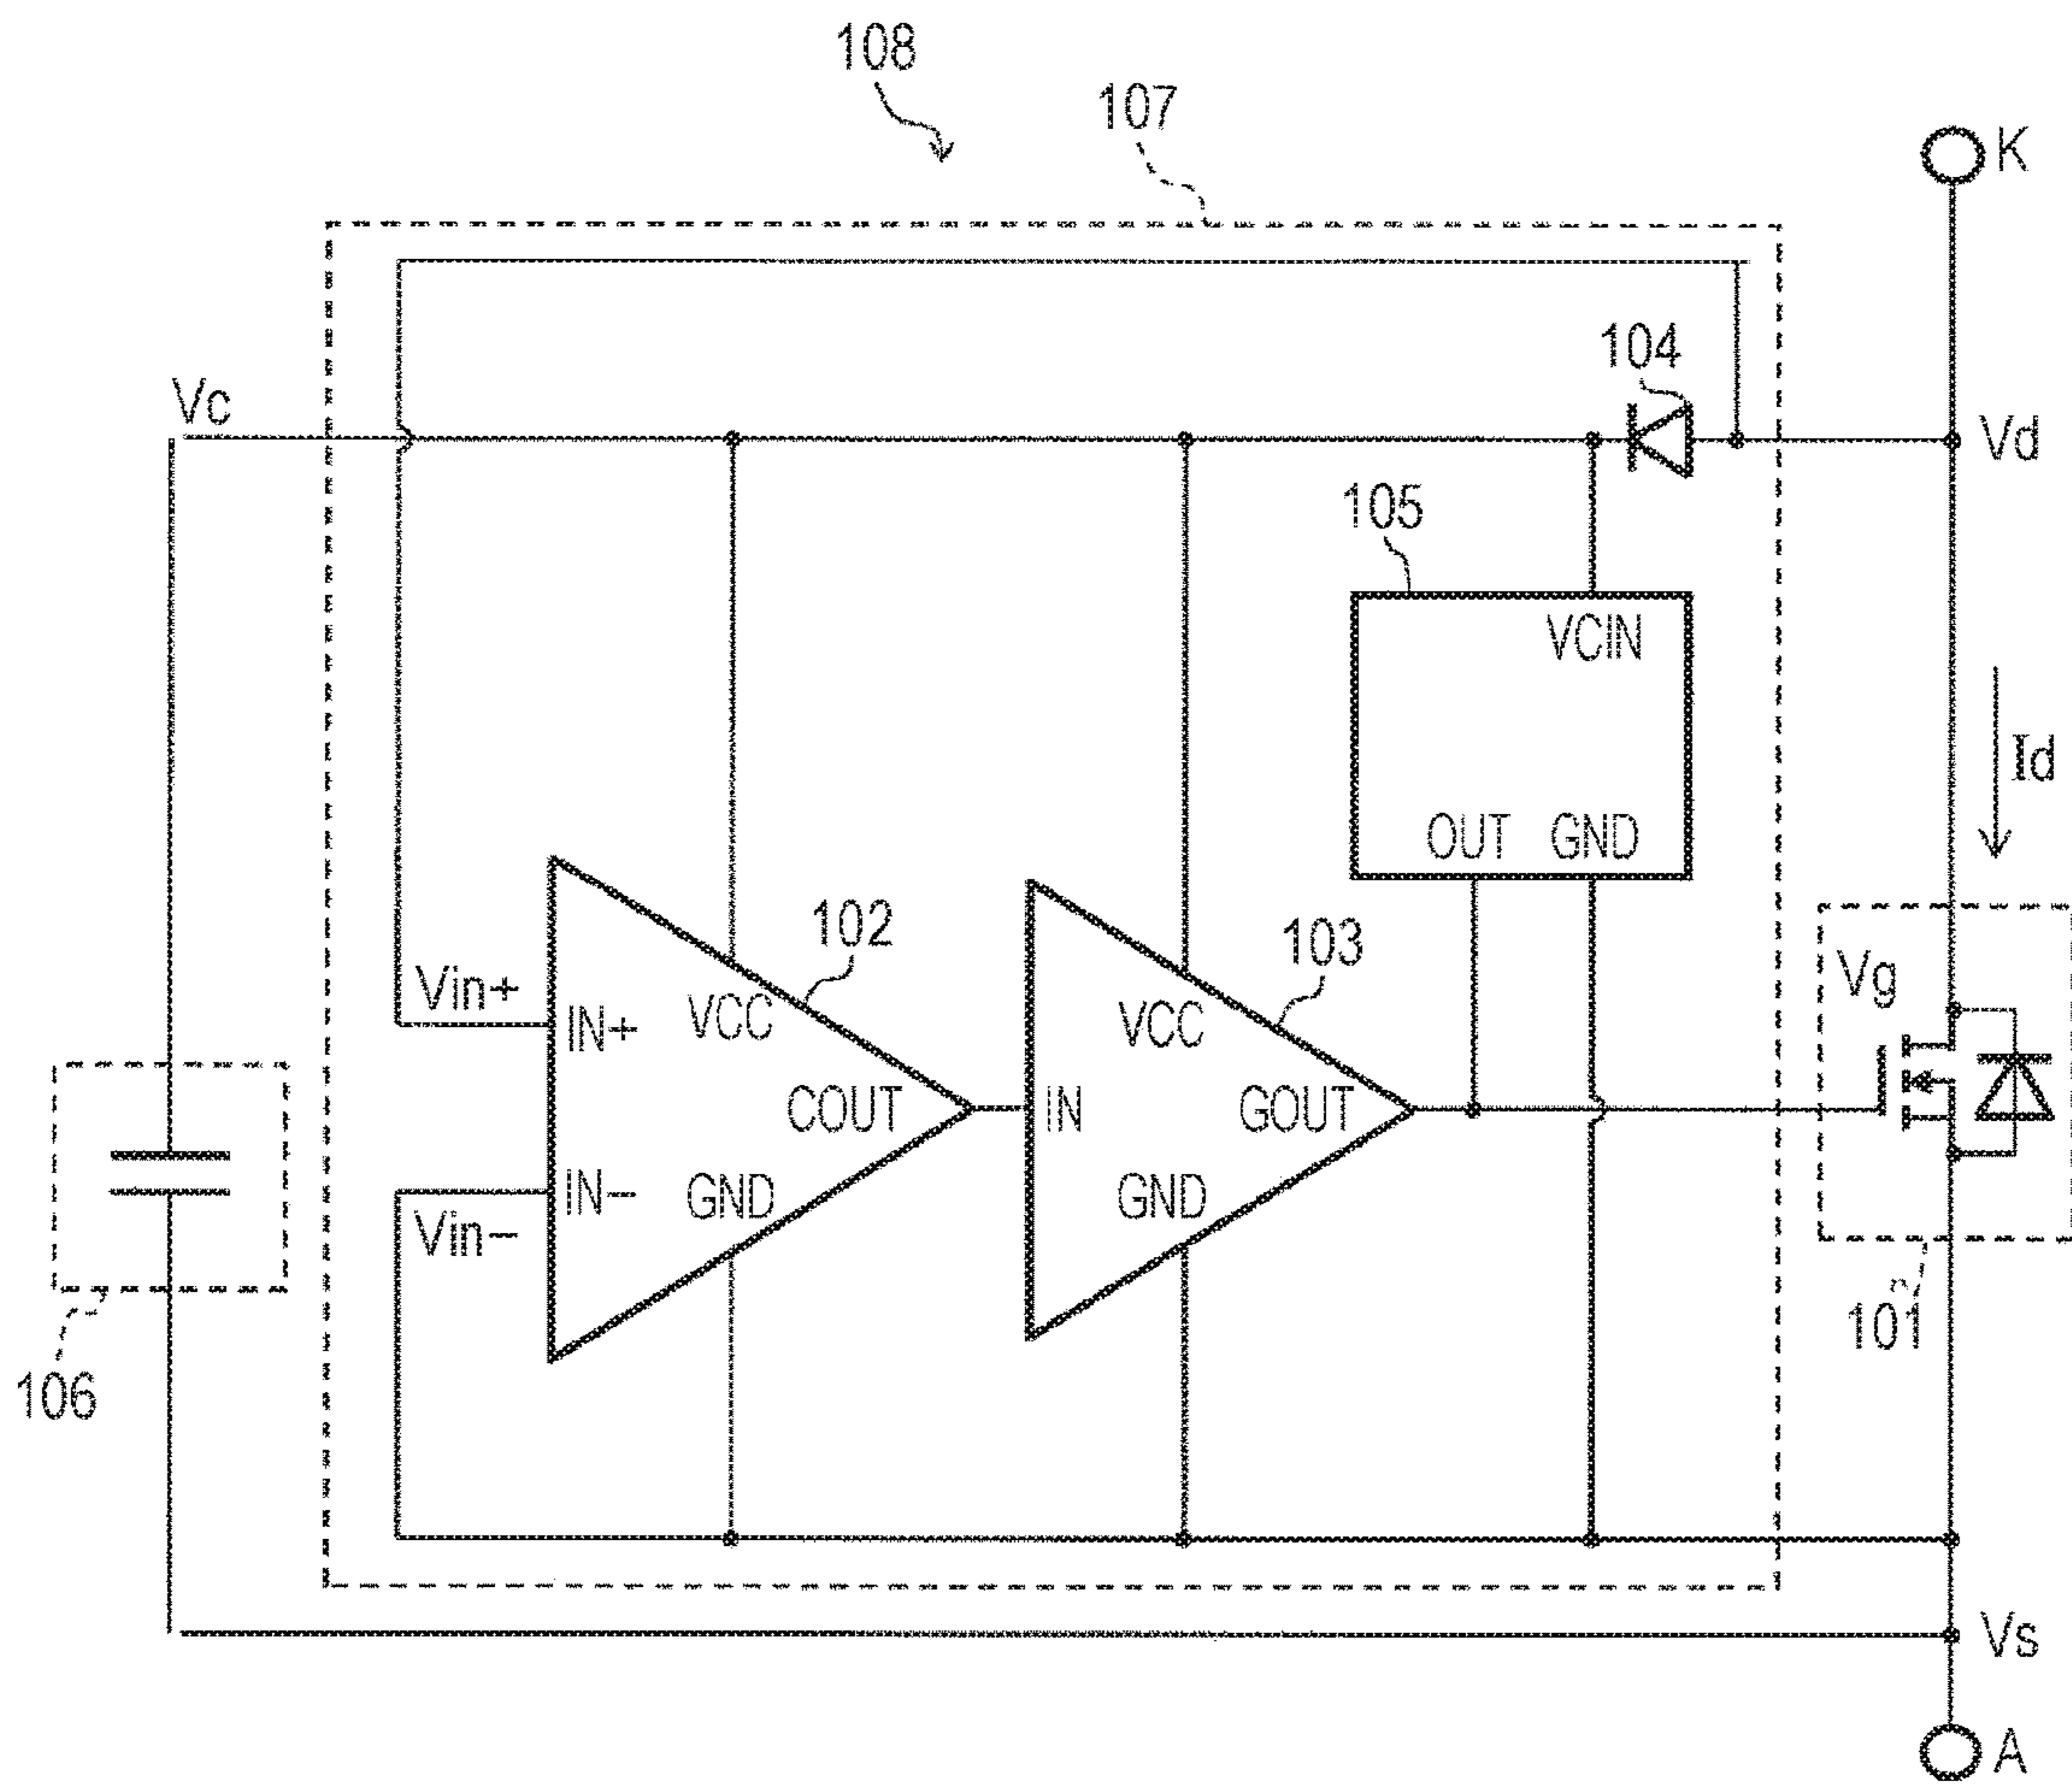 108
107
K
104
Vc
Vd
105
VCIN
Id
OUT GND
102
103
Vg
Vin+
IN+
VCC
VCC
COUT
IN
GOUT
IN−
GND
GND
Vin−
101
106
Vs
A